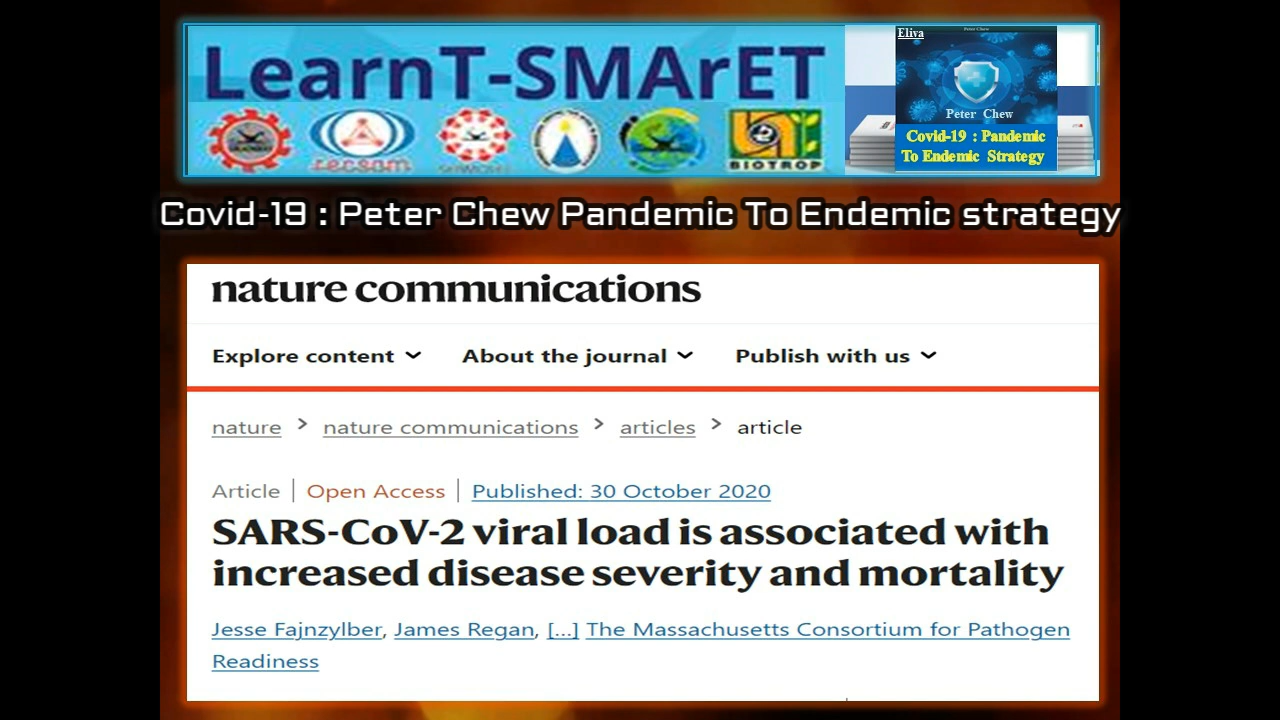 LearnT-SMArET
recsam
BIOTROP
Eliva
Peter Chew
Peter Chew
Covid-19 : Pandemic
To Endemic Strategy
Covid-19 : Peter Chew Pandemic To Endemic strategy
nature communications
Explore content About the journal Publish with us
nature > nature communications > articles > article
Article | Open Access | Published: 30 October 2020
SARS-CoV-2 viral load is associated with
increased disease severity and mortality
Jesse Fajnzylber, James Regan, [...] The Massachusetts Consortium for Pathogen
Readiness